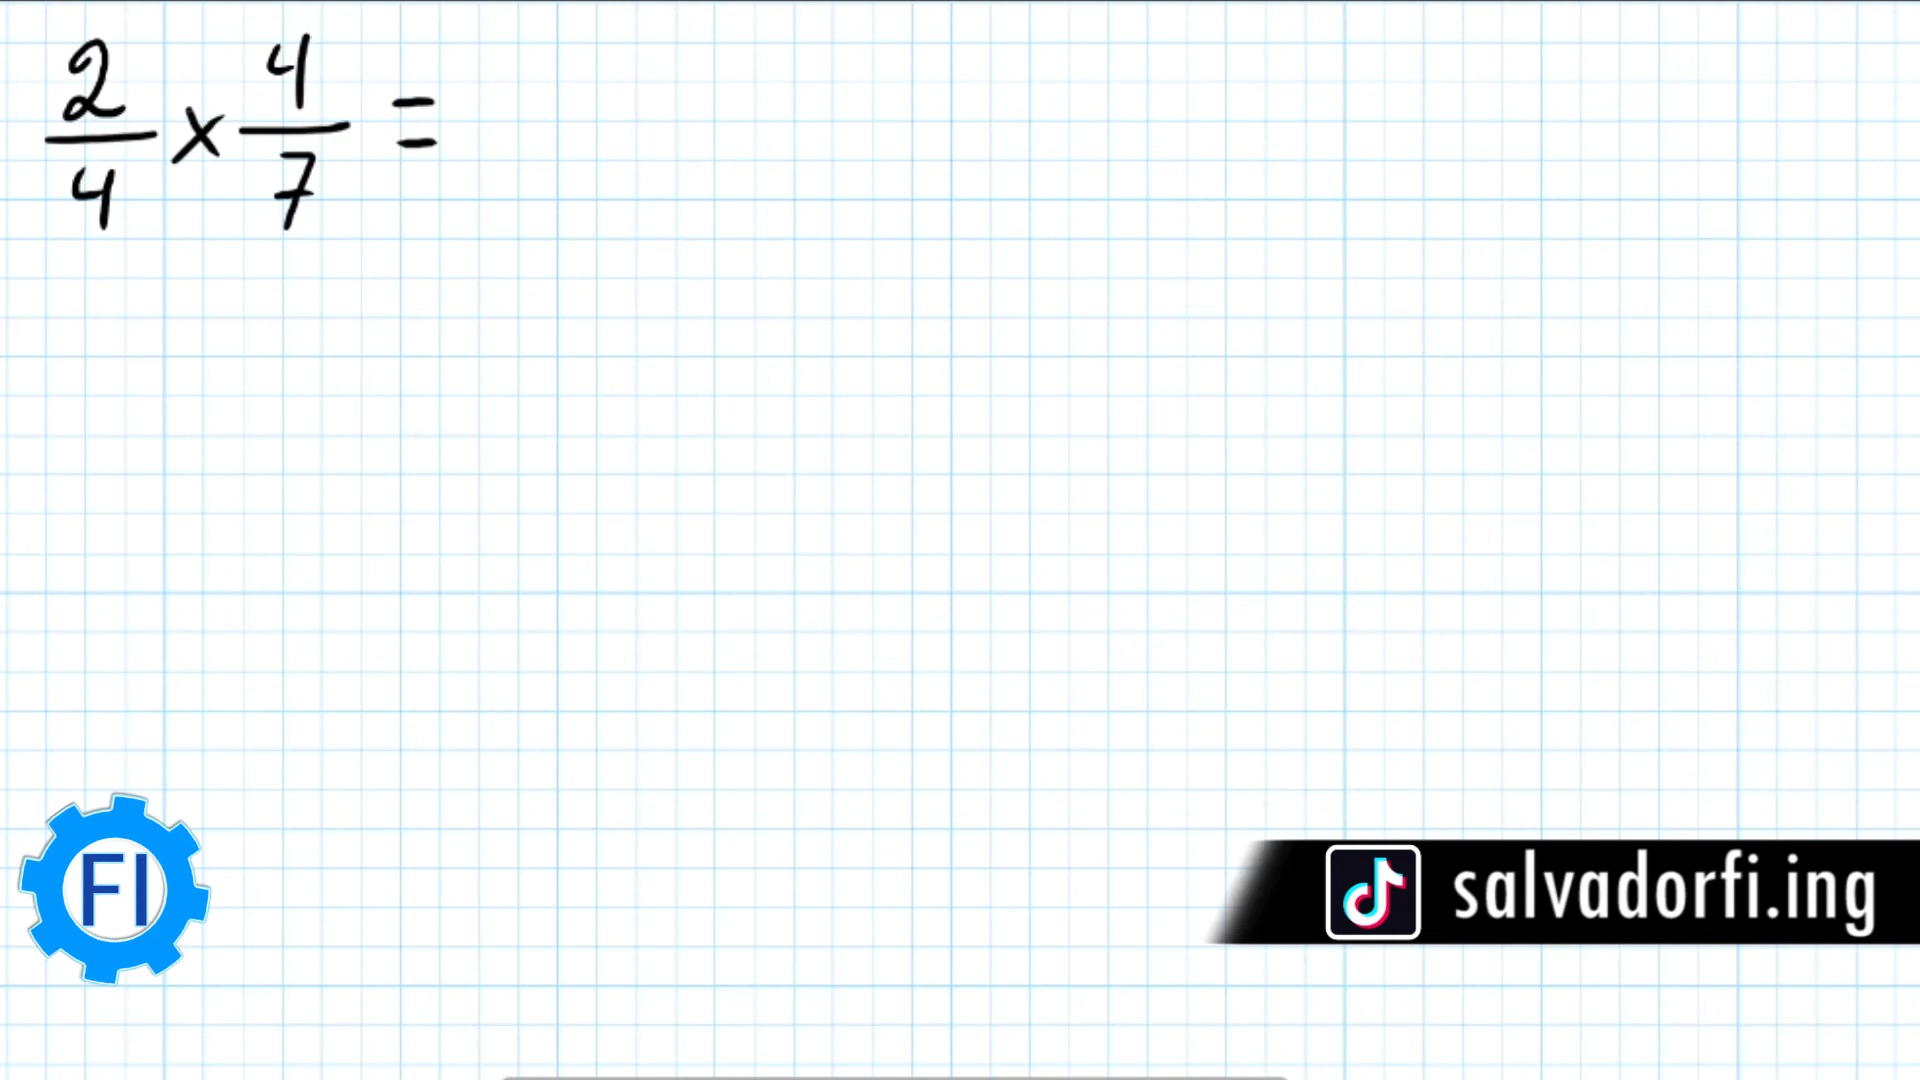 2/4 x 4/7 =
FI
salvadorfi.ing